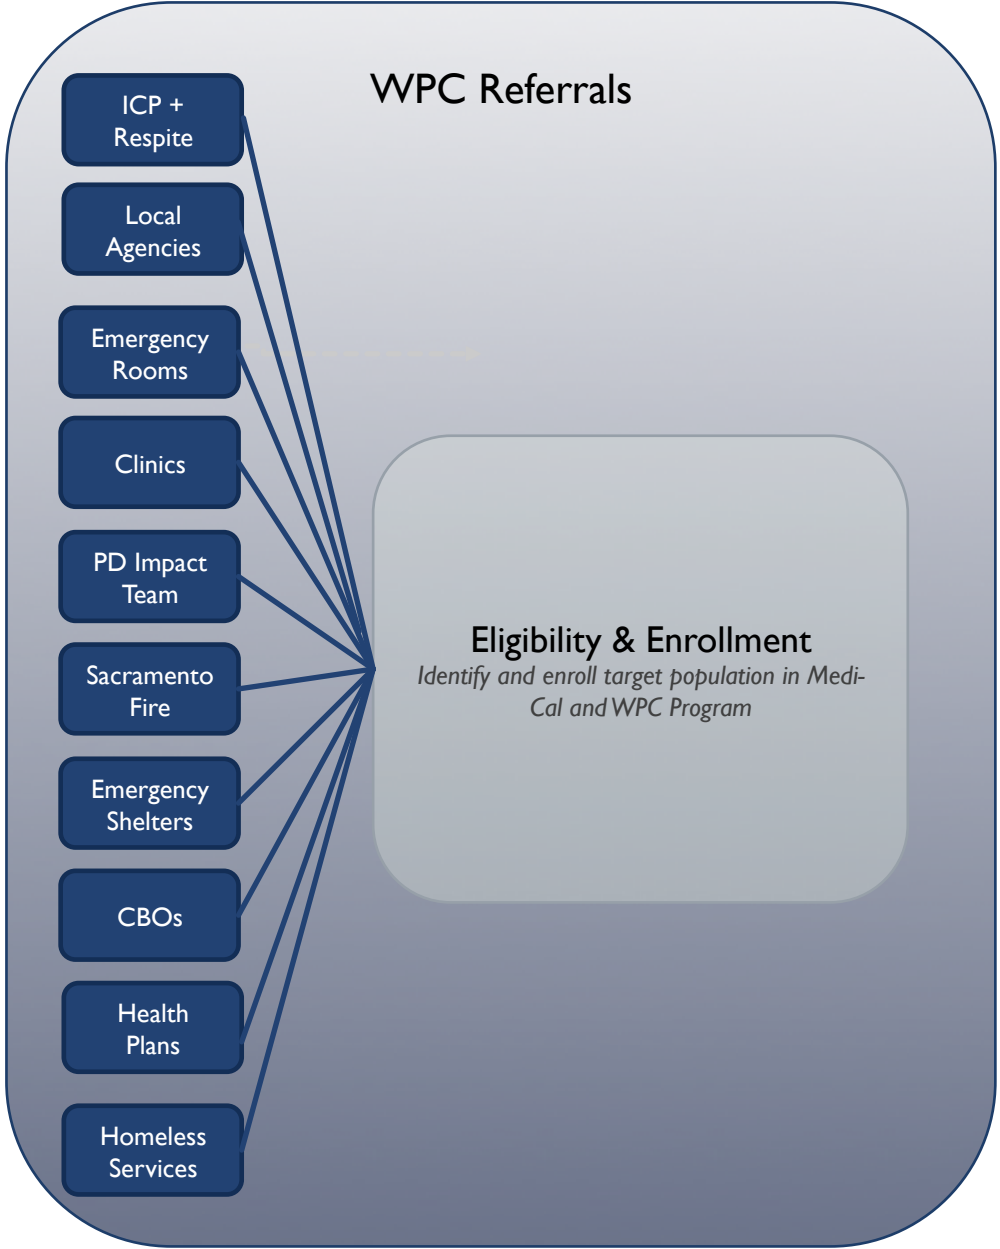 WPC Referrals
ICP +
Respite
Local
Agencies
Emergency
Rooms
Clinics
PD Impact
Team
Sacramento
Fire
Emergency
Shelters
CBOs
Health
Plans
Homeless
Services
Eligibility & Enrollment
Identify and enroll target population in Medi-
Cal and WPC Program